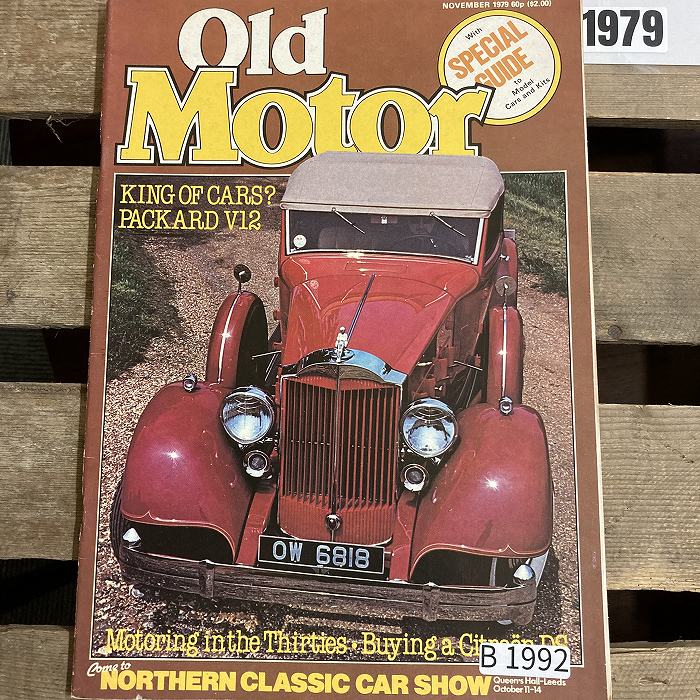 NOVEMBER 1979 60p ($2.00)
1979
Old
Motor
With
SPECIAL
GUIDE
to
Model
Cars and Kits
KING OF CARS?
PACKARD V12
OW 6818
Motoring in the Thirties • Buying a Citroën DS
B 1992
Come to
NORTHERN CLASSIC CAR SHOW
Queen's Hall-Leeds
October 11-14